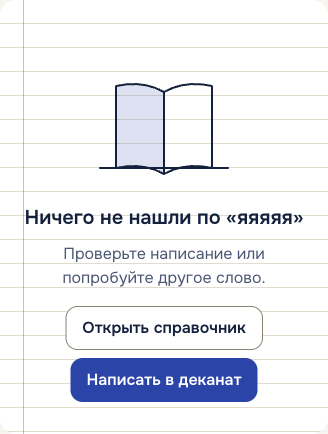 Ничего не нашли по «яяяяя»
Проверьте написание или
попробуйте другое слово.
Открыть справочник
Написать в деканат